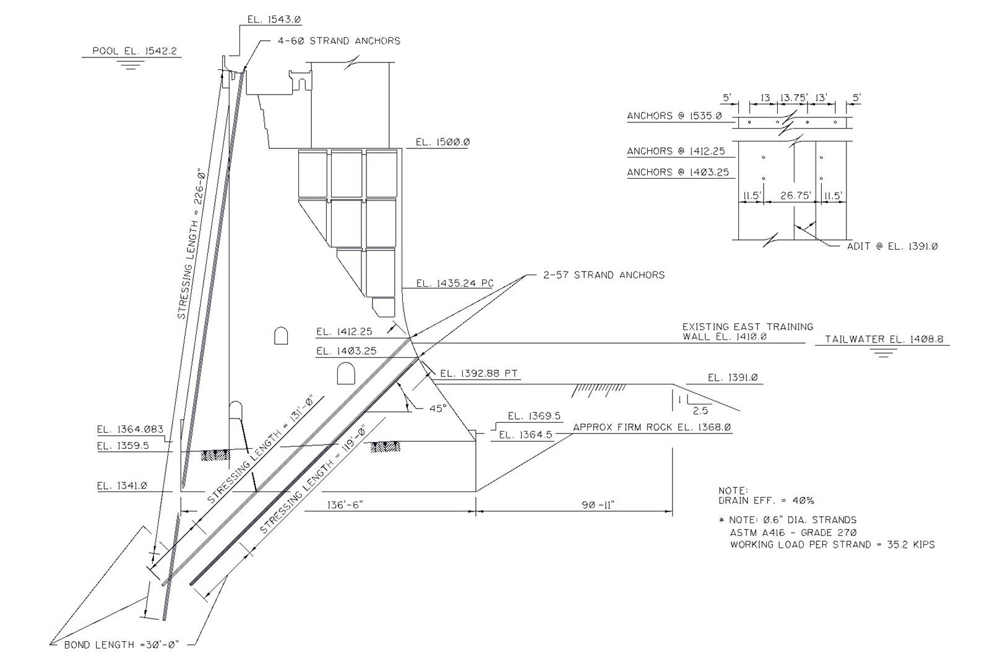 EL. 1543.0
4-60 STRAND ANCHORS
POOL EL. 1542.2
5' 13 13.75' 13' 5'
ANCHORS @ 1535.0
EL. 1500.0
ANCHORS @ 1412.25
ANCHORS @ 1403.25
11.5' 26.75' 11.5'
ADIT @ EL. 1391.0
STRESSING LENGTH = 226-0"
EL. 1435.24 PC
2-57 STRAND ANCHORS
EL. 1412.25
EL. 1403.25
EXISTING EAST TRAINING
WALL EL. 1410.0
TAILWATER EL. 1408.8
EL. 1392.88 PT
EL. 1391.0
1
2.5
45°
EL. 1369.5
EL. 1364.5
APPROX FIRM ROCK EL. 1368.0
EL. 1364.083
EL. 1359.5
EL. 1341.0
STRESSING LENGTH = 131'-0"
STRESSING LENGTH = 119'-0"
136'-6"
90 -11"
NOTE:
DRAIN EFF. = 40%
* NOTE: 0.6" DIA. STRANDS
ASTM A416 - GRADE 270
WORKING LOAD PER STRAND = 35.2 KIPS
BOND LENGTH =30'-0"